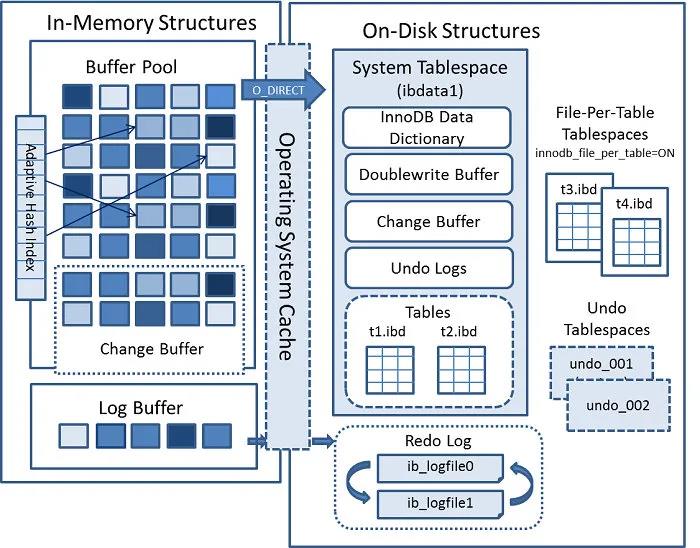 In-Memory Structures
Buffer Pool
Adaptive Hash Index
Change Buffer
Log Buffer
O_DIRECT
Operating System Cache
On-Disk Structures
System Tablespace
(ibdata1)
InnoDB Data
Dictionary
Doublewrite Buffer
Change Buffer
Undo Logs
Tables
t1.ibd
t2.ibd
Redo Log
ib_logfile0
ib_logfile1
File-Per-Table
Tablespaces
innodb_file_per_table=ON
t3.ibd
t4.ibd
Undo
Tablespaces
undo_001
undo_002